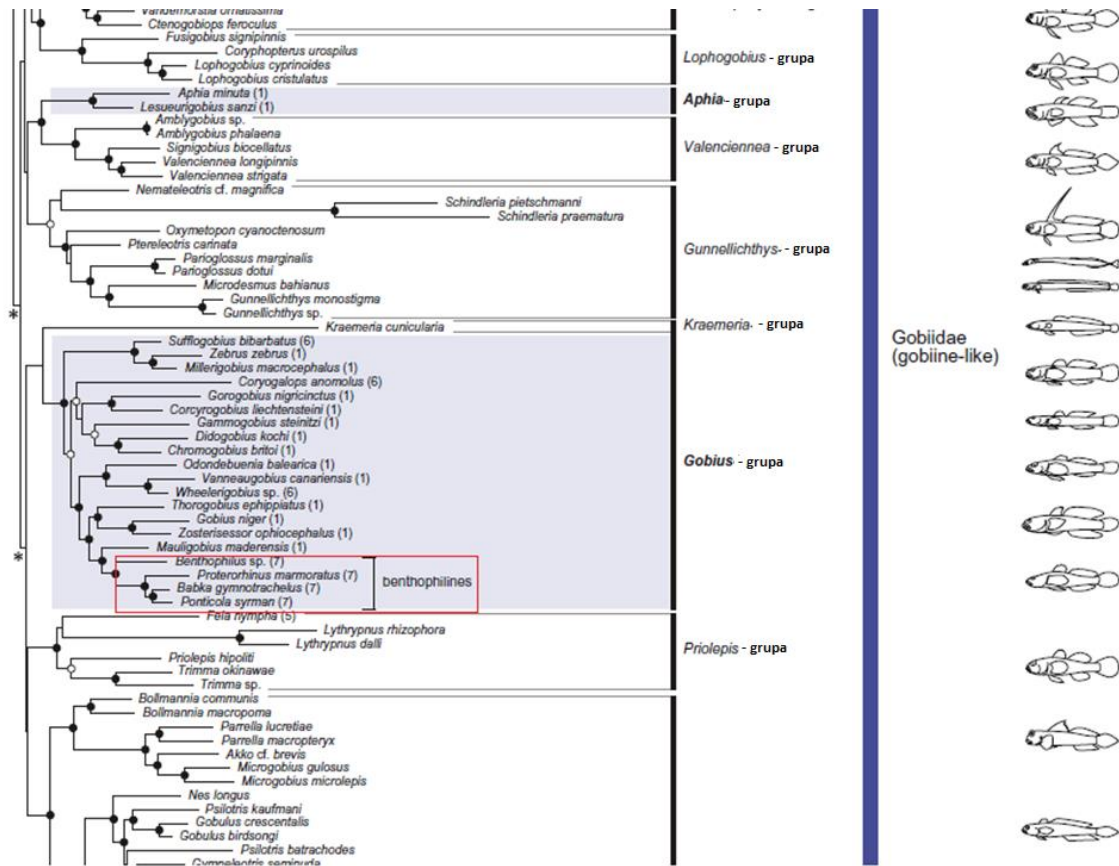 Vanderhorstia ornatissima
Ctenogobiops feroculus
Fusigobius signipinnis
Coryphopterus urospilus
Lophogobius cyprinoides
Lophogobius cristulatus
Lophogobius - grupa
Aphia minuta (1)
Lesueurigobius sanzi (1)
Aphia - grupa
Amblygobius sp.
Amblygobius phalaena
Signigobius biocellatus
Valenciennea longipinnis
Valenciennea strigata
Valenciennea - grupa
Nemateleotris cf. magnifica
Schindleria pietschmanni
Schindleria praematura
Oxymetopon cyanoctenosum
Ptereleotris carinata
Parioglossus marginalis
Parioglossus dotui
Microdesmus bahianus
Gunnellichthys monostigma
Gunnellichthys sp.
Gunnellichthys - grupa
*
Kraemeria cunicularia
Kraemeria - grupa
Gobiidae
(gobiine-like)
Sufflogobius bibarbatus (6)
Zebrus zebrus (1)
Millerigobius macrocephalus (1)
Coryogalops anomolus (6)
Gorogobius nigricinctus (1)
Corcyrogobius liechtensteini (1)
Gammogobius steinitzi (1)
Didogobius kochi (1)
Chromogobius britoi (1)
Odondebuenia balearica (1)
Vanneaugobius canariensis (1)
Wheelerigobius sp. (6)
Thorogobius ephippiatus (1)
Gobius niger (1)
Zosterisessor ophiocephalus (1)
Mauligobius maderensis (1)
Benthophilus sp. (7)
Proterorhinus marmoratus (7)
Babka gymnotrachelus (7)
Ponticola syrman (7)
benthophilines
Gobius - grupa
*
Fela nympha (5)
Lythrypnus rhizophora
Lythrypnus dalli
Priolepis hipoliti
Trimma okinawae
Trimma sp.
Priolepis - grupa
Bollmannia communis
Bollmannia macropoma
Parrella lucretiae
Parrella macropteryx
Akko cf. brevis
Microgobius gulosus
Microgobius microlepis
Nes longus
Psilotris kaufmani
Gobulus crescentalis
Gobulus birdsongi
Psilotris batrachodes
Gymneleotris seminuda